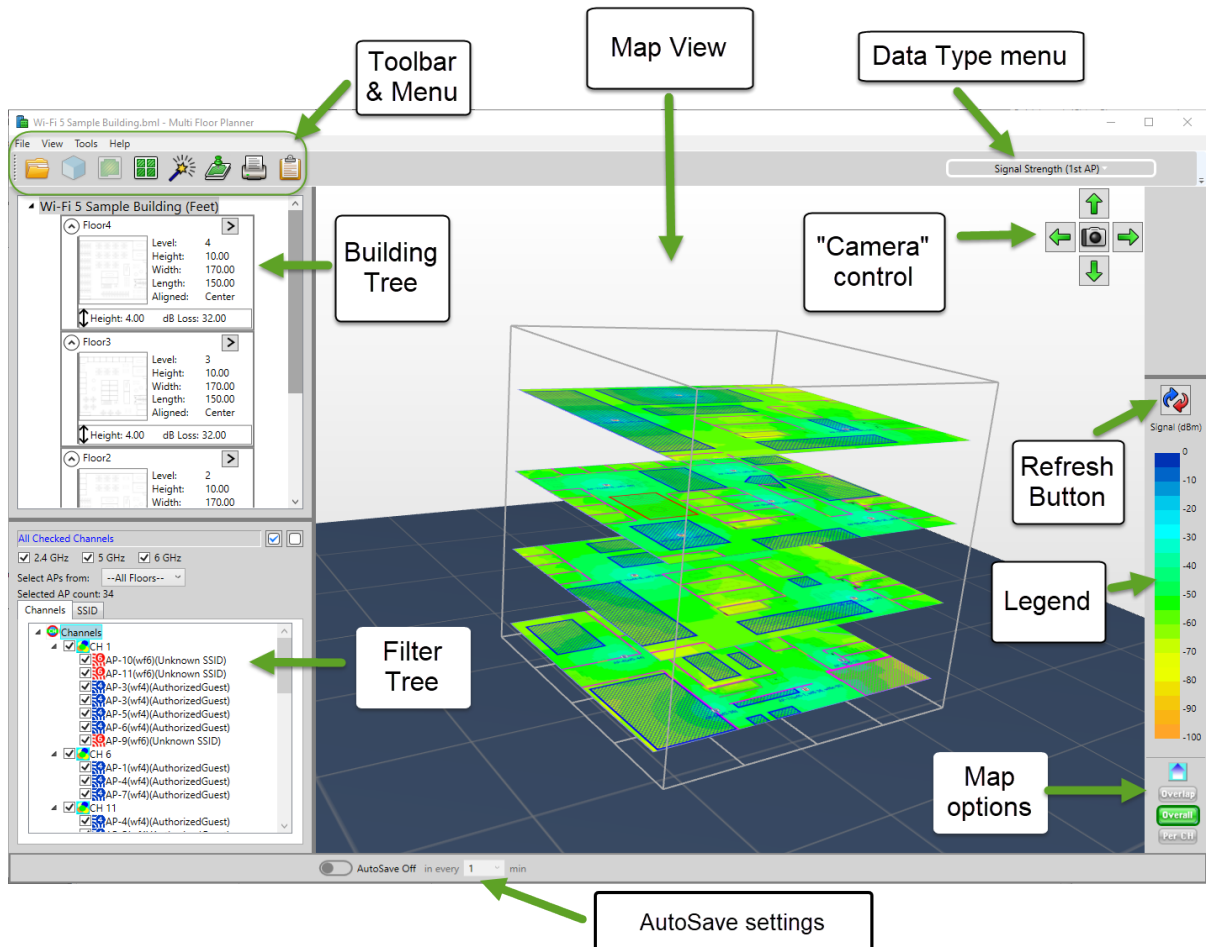 Map View
Data Type menu
Toolbar
& Menu
Wi-Fi 5 Sample Building.bml - Multi Floor Planner
File View Tools Help
Signal Strength (1st AP)
Wi-Fi 5 Sample Building (Feet)
Floor4
Level: 4
Height: 10.00
Width: 170.00
Length: 150.00
Aligned: Center
Height: 4.00 dB Loss: 32.00
Floor3
Level: 3
Height: 10.00
Width: 170.00
Length: 150.00
Aligned: Center
Height: 4.00 dB Loss: 32.00
Floor2
Level: 2
Height: 10.00
Width: 170.00
Building
Tree
"Camera"
control
Refresh
Button
Signal (dBm)
0
-10
-20
-30
-40
-50
-60
-70
-80
-90
-100
Legend
All Checked Channels
2.4 GHz 5 GHz 6 GHz
Select APs from: --All Floors--
Selected AP count: 34
Channels SSID
Channels
CH 1
AP-10(wf6)(Unknown SSID)
AP-11(wf6)(Unknown SSID)
AP-3(wf4)(AuthorizedGuest)
AP-3(wf4)(AuthorizedGuest)
AP-5(wf4)(AuthorizedGuest)
AP-6(wf4)(AuthorizedGuest)
AP-9(wf6)(Unknown SSID)
CH 6
AP-1(wf4)(AuthorizedGuest)
AP-4(wf4)(AuthorizedGuest)
AP-7(wf4)(AuthorizedGuest)
CH 11
AP-4(wf4)(AuthorizedGuest)
Filter
Tree
Map
options
Overlap
Overall
Per CH
AutoSave Off in every 1 min
AutoSave settings